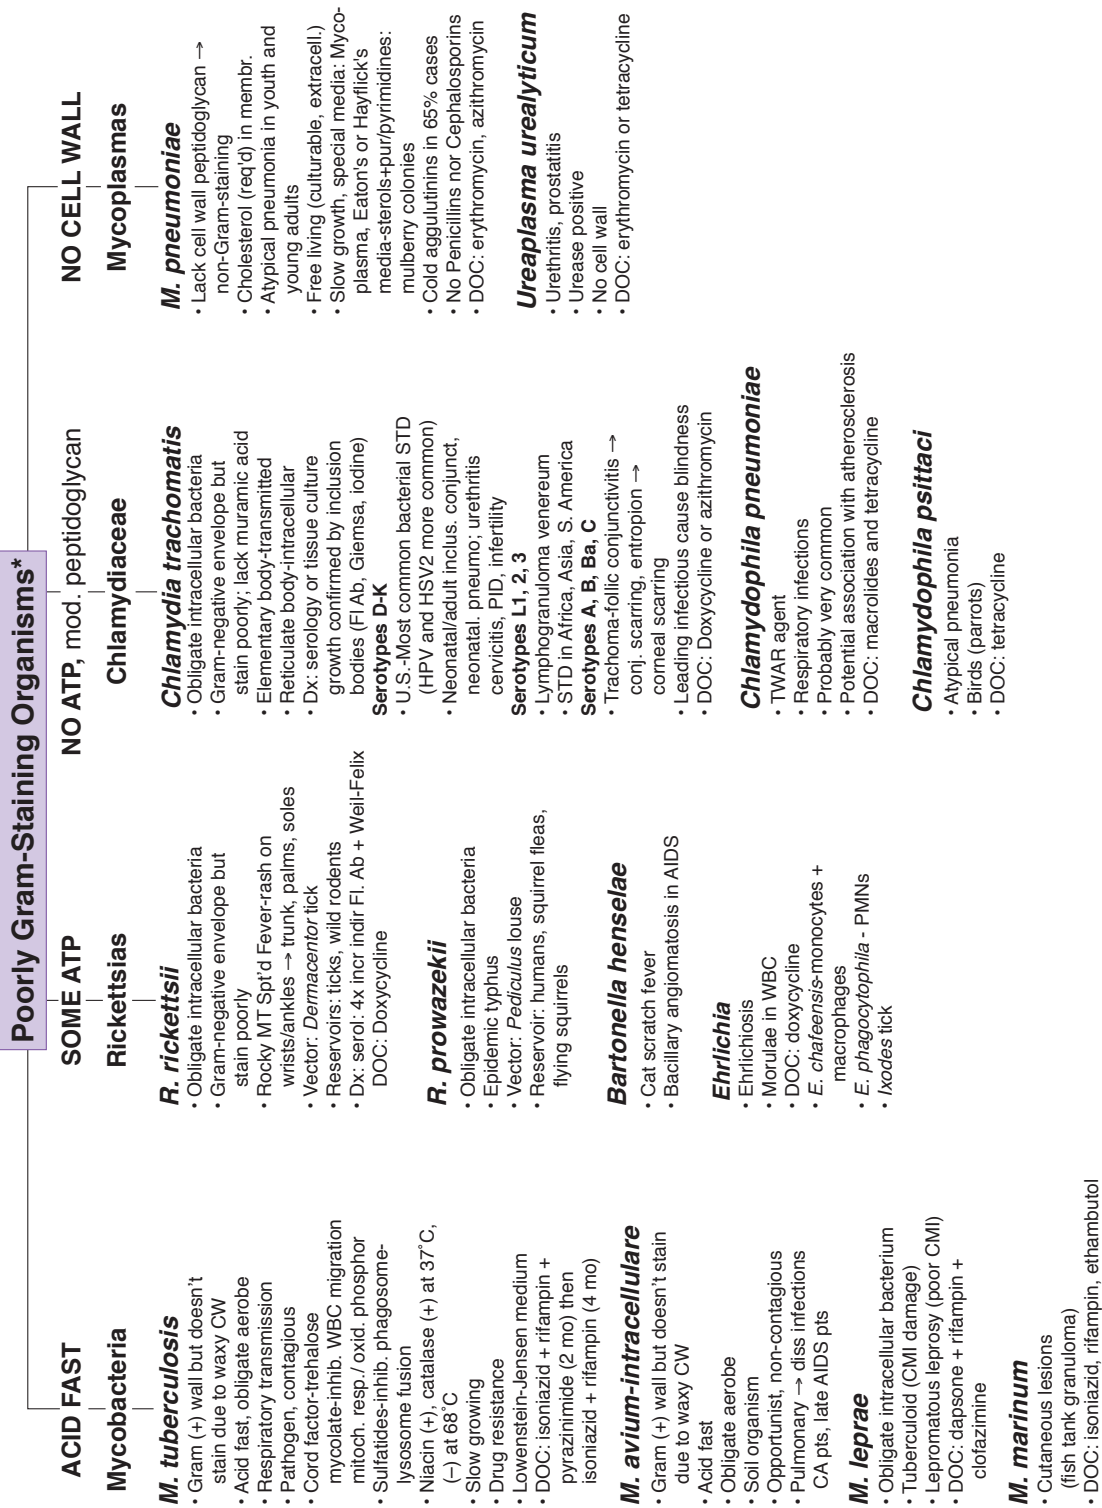 Poorly Gram-Staining Organisms*
ACID FAST
Mycobacteria
M. tuberculosis
• Gram (+) wall but doesn't
stain due to waxy CW
• Acid fast, obligate aerobe
• Respiratory transmission
• Pathogen, contagious
• Cord factor-trehalose
mycolate-inhib. WBC migration
mitoch. resp./ oxid. phosphor
• Sulfatides-inhib. phagosome-
lysosome fusion
• Niacin (+), catalase (+) at 37˚C,
(–) at 68˚C
• Slow growing
• Drug resistance
• Lowenstein-Jensen medium
• DOC: isoniazid + rifampin +
pyrazinimide (2 mo) then
isoniazid + rifampin (4 mo)
M. avium-intracellulare
• Gram (+) wall but doesn't stain
due to waxy CW
• Acid fast
• Obligate aerobe
• Soil organism
• Opportunist, non-contagious
• Pulmonary → diss infections
CA pts, late AIDS pts
M. leprae
• Obligate intracellular bacterium
Tuberculoid (CMI damage)
• Lepromatous leprosy (poor CMI)
• DOC: dapsone + rifampin +
clofazimine
M. marinum
• Cutaneous lesions
(fish tank granuloma)
• DOC: isoniazid, rifampin, ethambutol
SOME ATP
Rickettsias
R. rickettsii
• Obligate intracellular bacteria
• Gram-negative envelope but
stain poorly
• Rocky MT Spt'd Fever-rash on
wrists/ankles → trunk, palms, soles
• Vector: Dermacentor tick
• Reservoirs: ticks, wild rodents
• Dx: serol: 4x incr indir Fl. Ab + Weil-Felix
DOC: Doxycycline
R. prowazekii
• Obligate intracellular bacteria
• Epidemic typhus
• Vector: Pediculus louse
• Reservoir: humans, squirrel fleas,
flying squirrels
Bartonella henselae
• Cat scratch fever
• Bacillary angiomatosis in AIDS
Ehrlichia
• Ehrlichiosis
• Morulae in WBC
• DOC: doxycycline
• E. chafeensis-monocytes +
macrophages
• E. phagocytophila - PMNs
• Ixodes tick
NO ATP, mod. peptidoglycan
Chlamydiaceae
Chlamydia trachomatis
• Obligate intracellular bacteria
• Gram-negative envelope but
stain poorly; lack muramic acid
• Elementary body-transmitted
• Reticulate body-intracellular
• Dx: serology or tissue culture
growth confirmed by inclusion
bodies (Fl Ab, Giemsa, iodine)
Serotypes D-K
• U.S.-Most common bacterial STD
(HPV and HSV2 more common)
• Neonatal/adult inclus. conjunct,
neonatal. pneumo; urethritis
cervicitis, PID, infertility
Serotypes L1, 2, 3
• Lymphogranuloma venereum
• STD in Africa, Asia, S. America
Serotypes A, B, Ba, C
• Trachoma-follic conjunctivitis →
conj. scarring, entropion →
corneal scarring
• Leading infectious cause blindness
• DOC: Doxycycline or azithromycin
Chlamydophila pneumoniae
• TWAR agent
• Respiratory infections
• Probably very common
• Potential association with atherosclerosis
• DOC: macrolides and tetracycline
Chlamydophila psittaci
• Atypical pneumonia
• Birds (parrots)
• DOC: tetracycline
NO CELL WALL
Mycoplasmas
M. pneumoniae
• Lack cell wall peptidoglycan →
non-Gram-staining
• Cholesterol (req'd) in membr.
• Atypical pneumonia in youth and
young adults
• Free living (culturable, extracell.)
• Slow growth, special media: Myco-
plasma, Eaton's or Hayflick's
media-sterols+pur/pyrimidines:
mulberry colonies
• Cold aggulutinins in 65% cases
• No Penicillins nor Cephalosporins
• DOC: erythromycin, azithromycin
Ureaplasma urealyticum
• Urethritis, prostatitis
• Urease positive
• No cell wall
• DOC: erythromycin or tetracycline